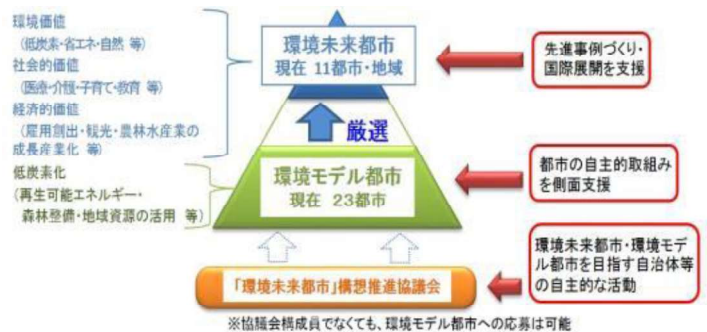 環境価値
(低炭素・省エネ・自然 等)
社会的価値
(医療・介護・子育て・教育 等)
経済的価値
(雇用創出・観光・農林水産業の
成長産業化 等)
低炭素化
(再生可能エネルギー・
森林整備・地域資源の活用 等)
環境未来都市
現在 11都市・地域
厳選
環境モデル都市
現在 23都市
「環境未来都市」構想推進協議会
先進事例づくり・
国際展開を支援
都市の自主的取組み
を側面支援
環境未来都市・環境モデ
ル都市を目指す自治体等
の自主的な活動
※協議会構成員でなくても、環境モデル都市への応募は可能